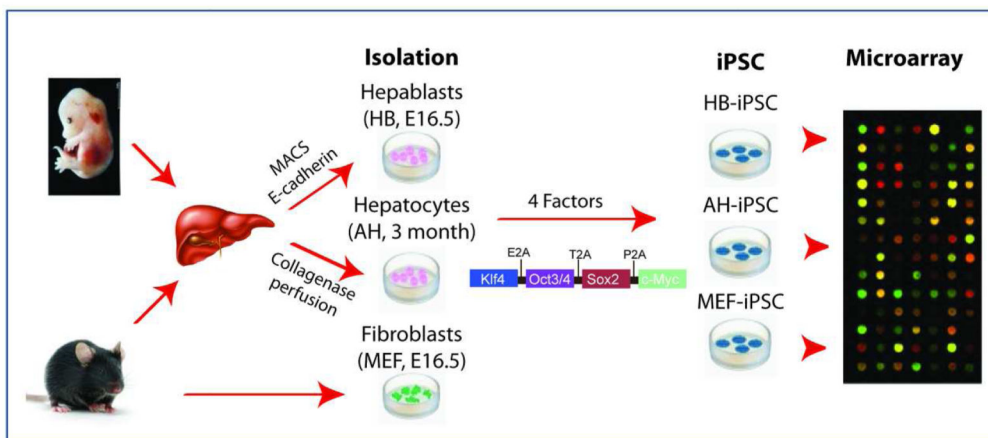 Isolation
Hepablasts
(HB, E16.5)
MACS
E-cadherin
Hepatocytes
(AH, 3 month)
Collagenase
perfusion
Fibroblasts
(MEF, E16.5)
4 Factors
E2A
T2A
P2A
Klf4
Oct3/4
Sox2
c-Myc
iPSC
HB-iPSC
AH-iPSC
MEF-iPSC
Microarray